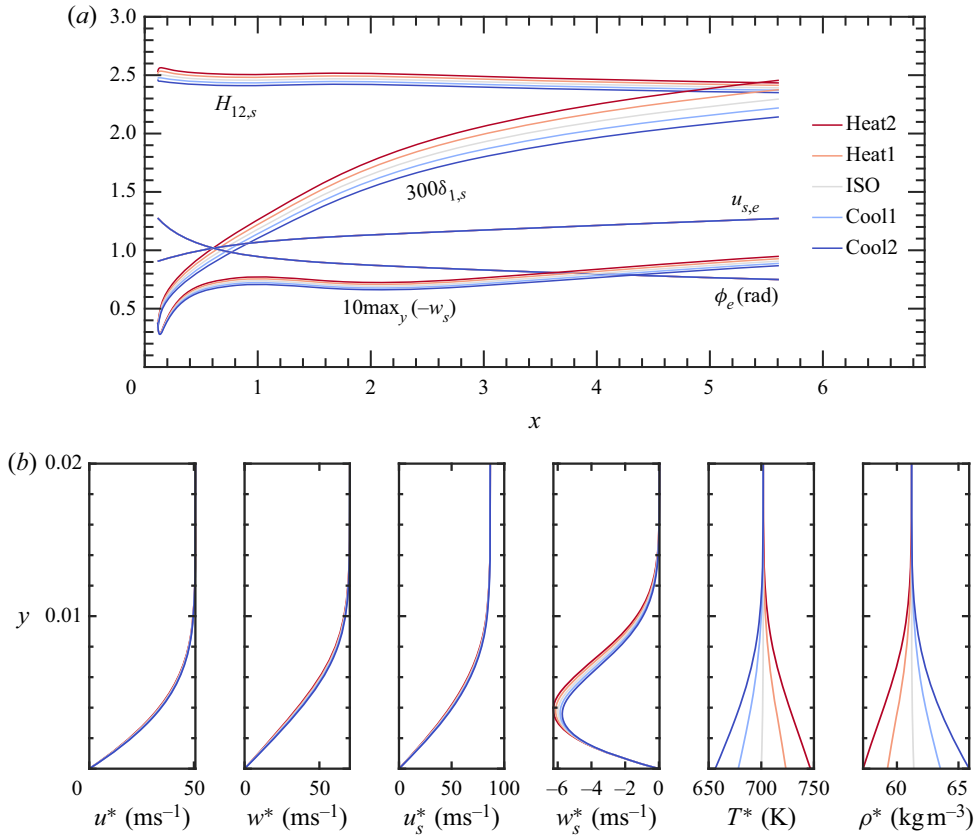 (a)
3.0
2.5
2.0
1.5
1.0
0.5
0 1 2 3 4 5 6
x
H12,s
300δ1,s
us,e
10maxy (−ws)
ϕe (rad)
Heat2
Heat1
ISO
Cool1
Cool2
(b)
0.02
0.01
y
0 50
u* (ms−1)
0 50
w* (ms−1)
0 50 100
us* (ms−1)
−6 −4 −2 0
ws* (ms−1)
650 700 750
T* (K)
60 65
ρ* (kg m−3)